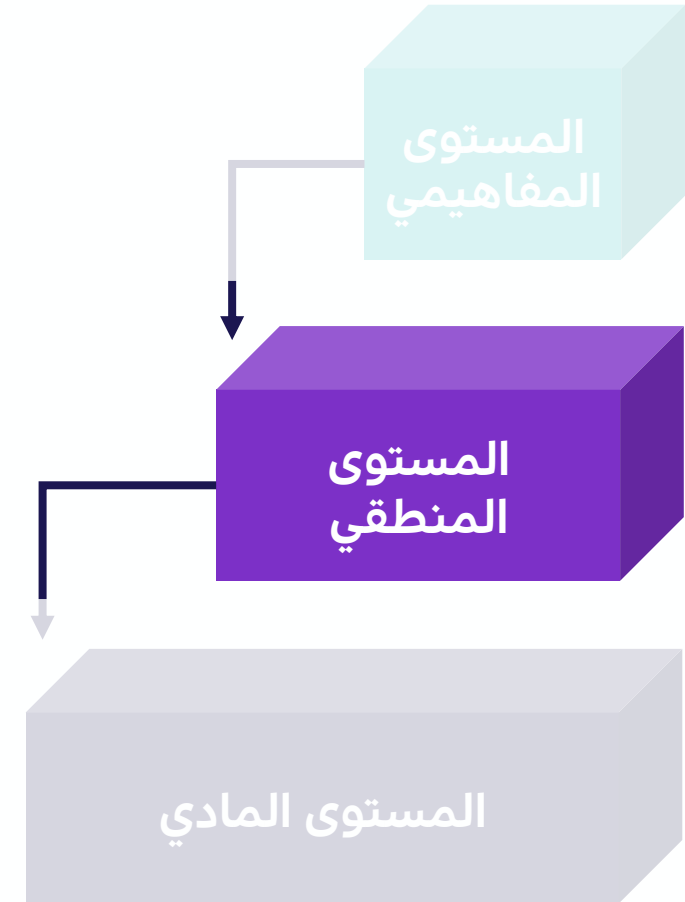 المستوى
المفاهيمي
المستوى
المنطقي
المستوى المادي